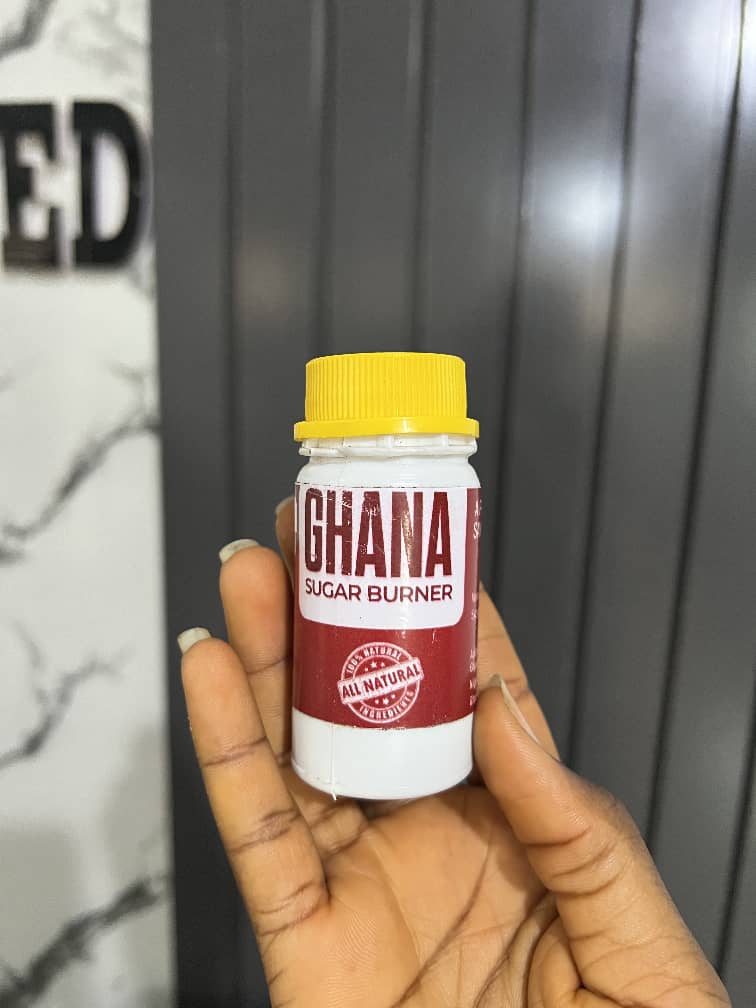 ED
GHANA
SUGAR BURNER
100% NATURAL
ALL NATURAL
INGREDIENTS